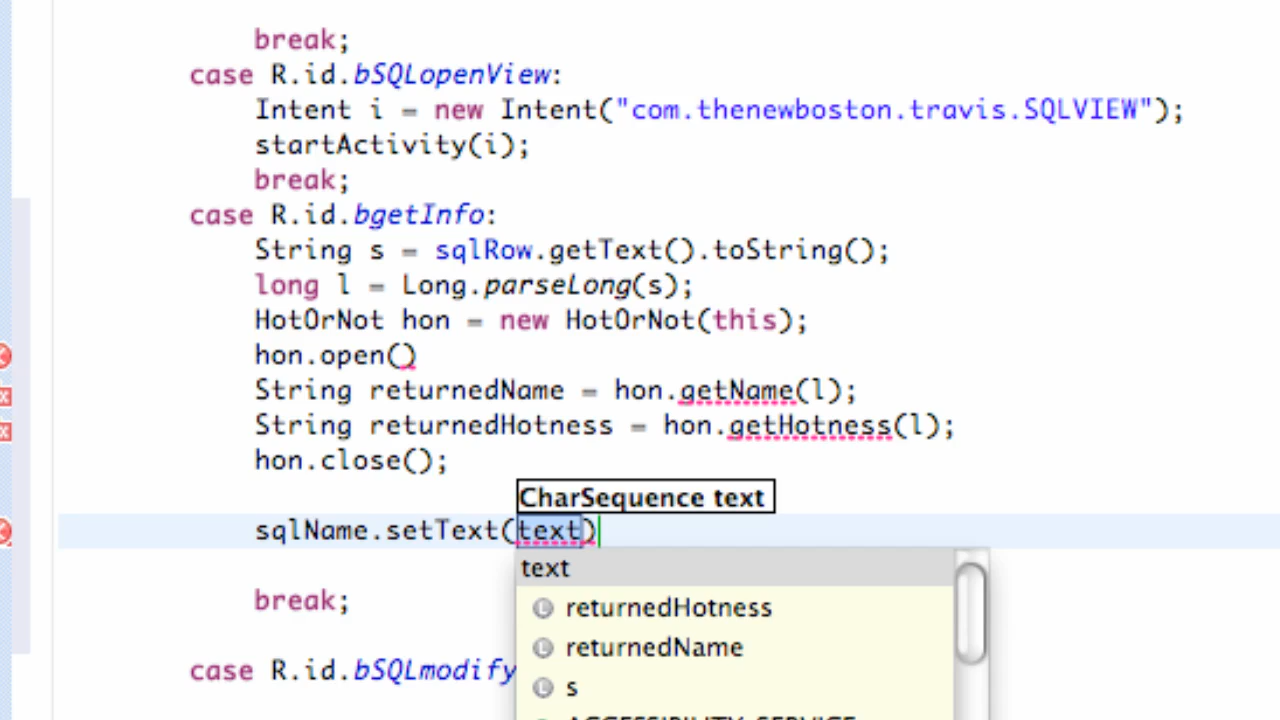 break;
case R.id.bSQLopenView:
Intent i = new Intent("com.thenewboston.travis.SQLVIEW");
startActivity(i);
break;
case R.id.bgetInfo:
String s = sqlRow.getText().toString();
long l = Long.parseLong(s);
HotOrNot hon = new HotOrNot(this);
hon.open()
String returnedName = hon.getName(l);
String returnedHotness = hon.getHotness(l);
hon.close();
CharSequence text
sqlName.setText(text)
text
returnedHotness
returnedName
break;
s
case R.id.bSQLmodify
ACCESSIBILITY_SERVICE